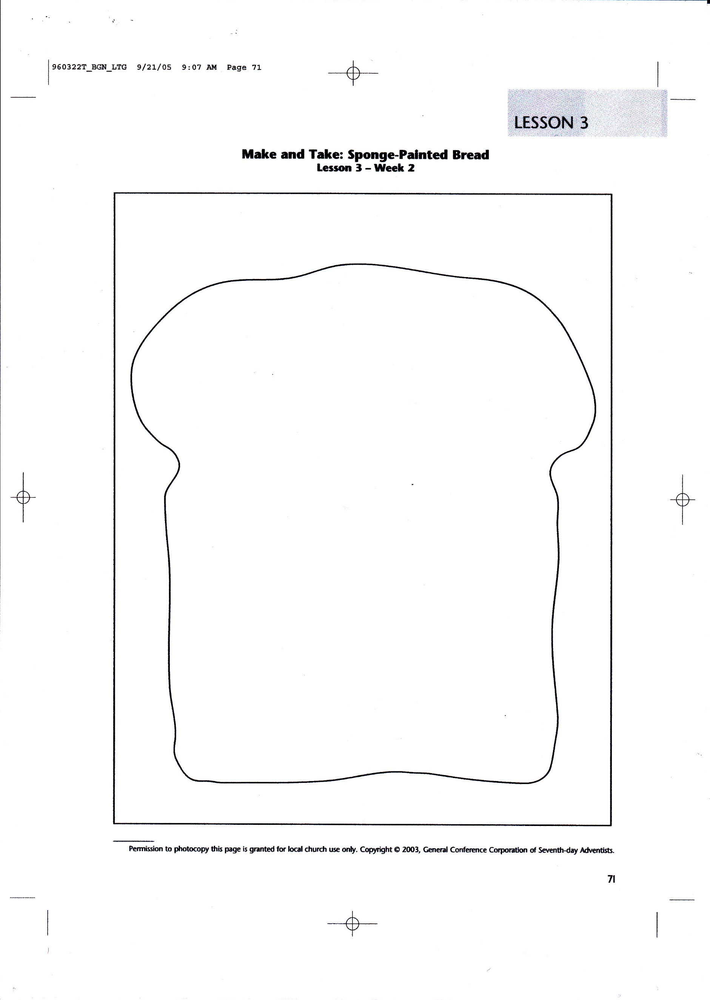 960322T_BGN_LTG 9/21/05 9:07 AM Page 71
LESSON 3
Make and Take: Sponge-Painted Bread
Lesson 3 – Week 2
Permission to photocopy this page is granted for local church use only. Copyright © 2003, General Conference Corporation of Seventh-day Adventists.
71